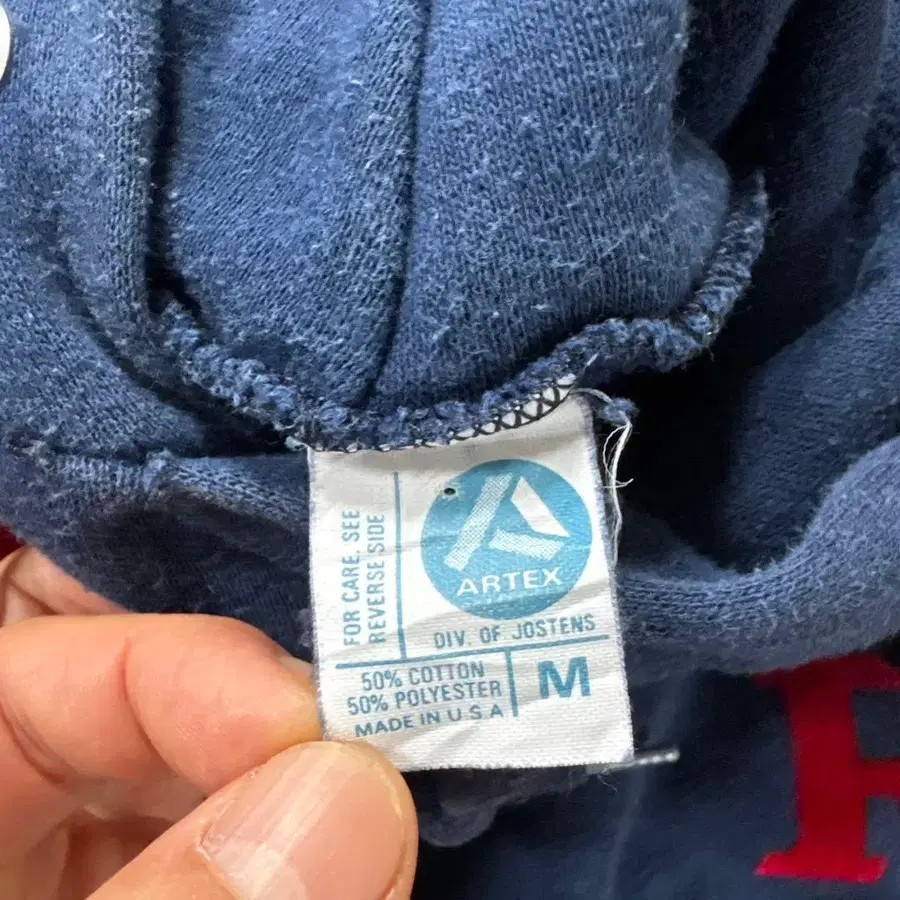 FOR CARE, SEE
REVERSE SIDE
ARTEX
DIV. OF JOSTENS
50% COTTON
50% POLYESTER
MADE IN U S A
M